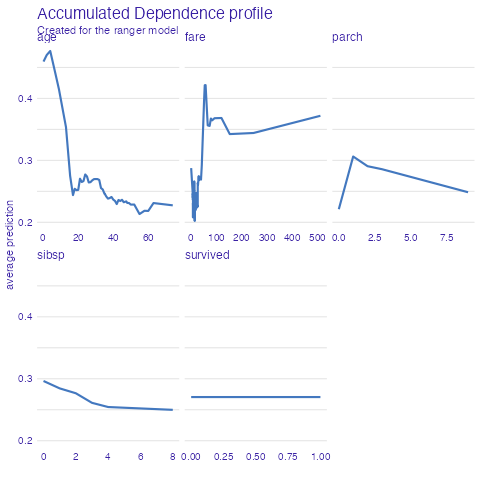 Accumulated Dependence profile
Created for the ranger model
age
fare
parch
0.4
0.3
0.2
0 20 40 60
0 100 200 300 400 500
0.0 2.5 5.0 7.5
average prediction
sibsp
survived
0.4
0.3
0.2
0 2 4 6 8
0.00 0.25 0.50 0.75 1.00